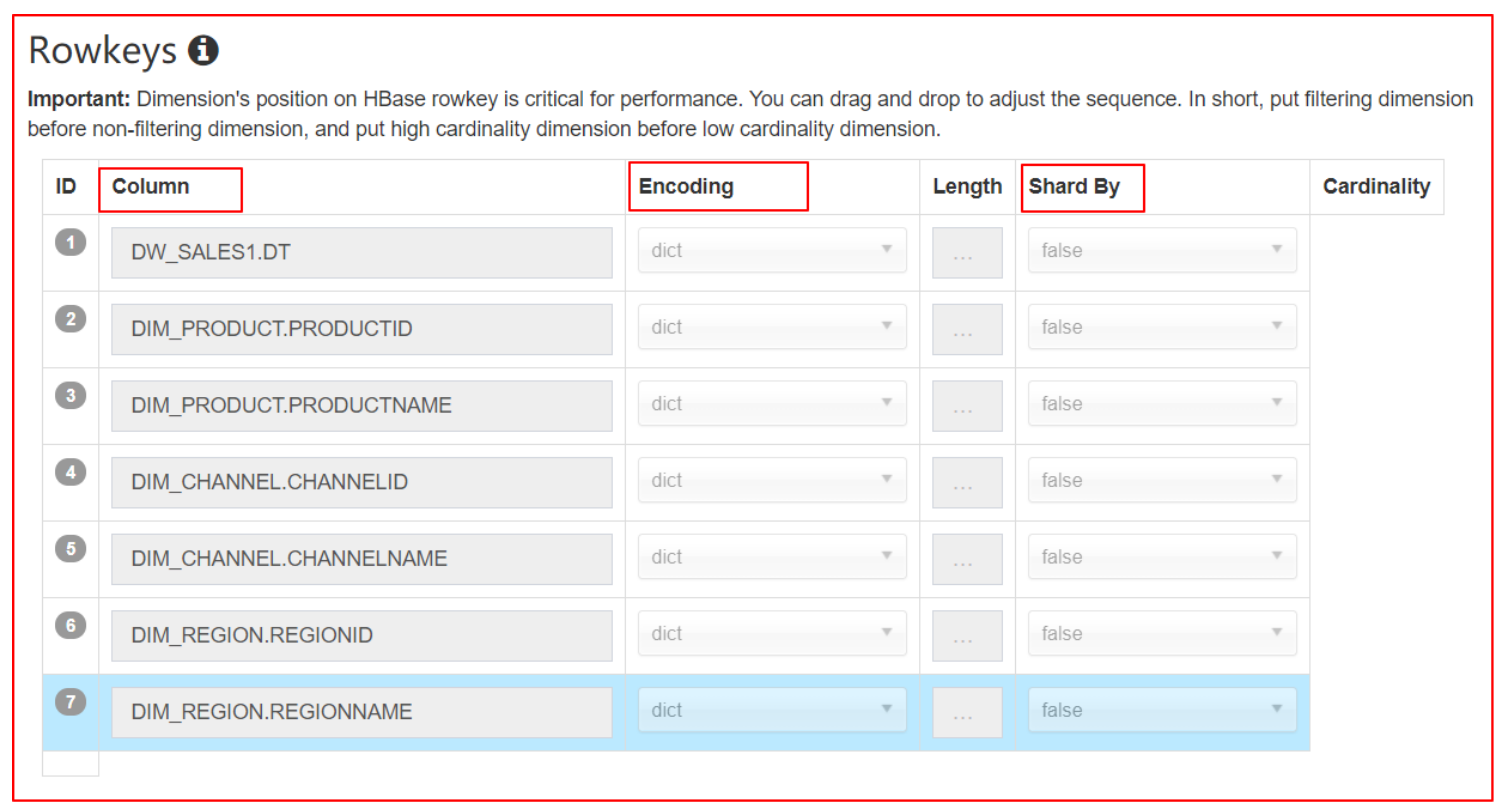 Rowkeys
Important: Dimension's position on HBase rowkey is critical for performance. You can drag and drop to adjust the sequence. In short, put filtering dimension
before non-filtering dimension, and put high cardinality dimension before low cardinality dimension.
ID Column Encoding Length Shard By Cardinality
1 DW_SALES1.DT dict ... false
2 DIM_PRODUCT.PRODUCTID dict ... false
3 DIM_PRODUCT.PRODUCTNAME dict ... false
4 DIM_CHANNEL.CHANNELID dict ... false
5 DIM_CHANNEL.CHANNELNAME dict ... false
6 DIM_REGION.REGIONID dict ... false
7 DIM_REGION.REGIONNAME dict ... false